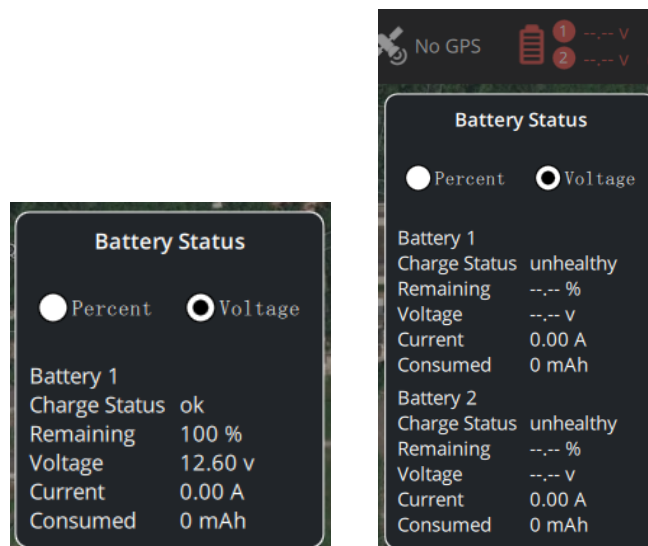 Battery Status
Percent Voltage
Battery 1
Charge Status ok
Remaining 100 %
Voltage 12.60 v
Current 0.00 A
Consumed 0 mAh
No GPS
1 --.-- v
2 --.-- v
Battery Status
Percent Voltage
Battery 1
Charge Status unhealthy
Remaining --.-- %
Voltage --.-- v
Current 0.00 A
Consumed 0 mAh
Battery 2
Charge Status unhealthy
Remaining --.-- %
Voltage --.-- v
Current 0.00 A
Consumed 0 mAh